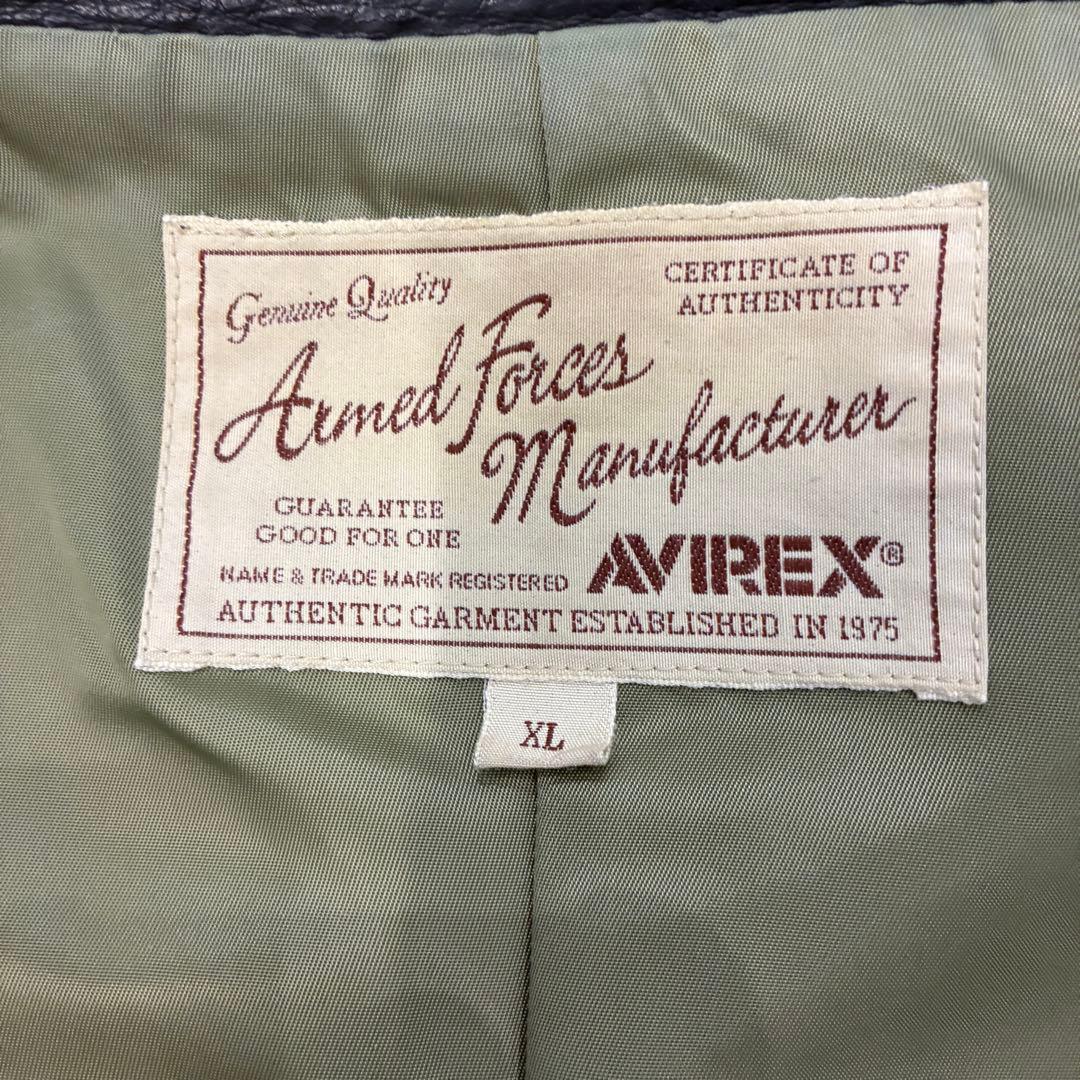 Genuine Quality
CERTIFICATE OF
AUTHENTICITY
Armed Forces
Manufacturer
GUARANTEE
GOOD FOR ONE
NAME & TRADE MARK REGISTERED
AVIREX®
AUTHENTIC GARMENT ESTABLISHED IN 1975
XL